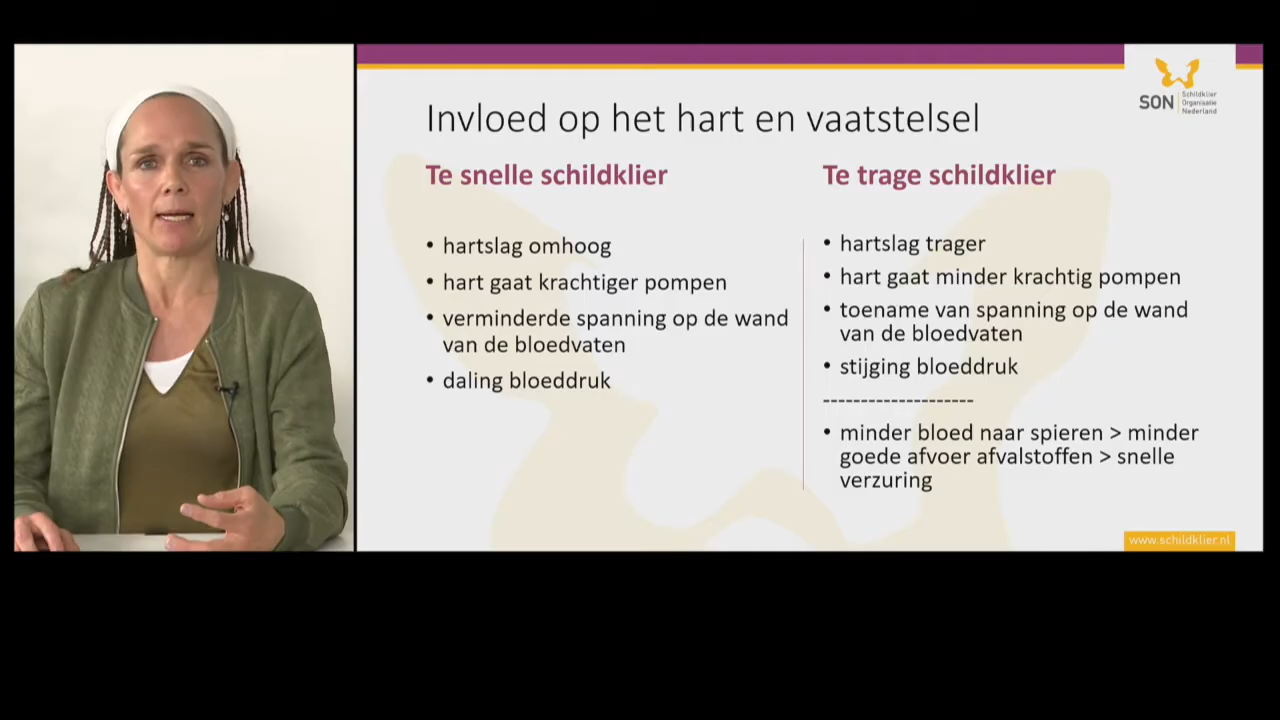 Invloed op het hart en vaatstelsel
SON
Schildklier
Organisatie
Nederland
Te snelle schildklier
• hartslag omhoog
• hart gaat krachtiger pompen
• verminderde spanning op de wand
van de bloedvaten
• daling bloeddruk
Te trage schildklier
• hartslag trager
• hart gaat minder krachtig pompen
• toename van spanning op de wand
van de bloedvaten
• stijging bloeddruk
--------------------
• minder bloed naar spieren > minder
goede afvoer afvalstoffen > snelle
verzuring
www.schildklier.nl